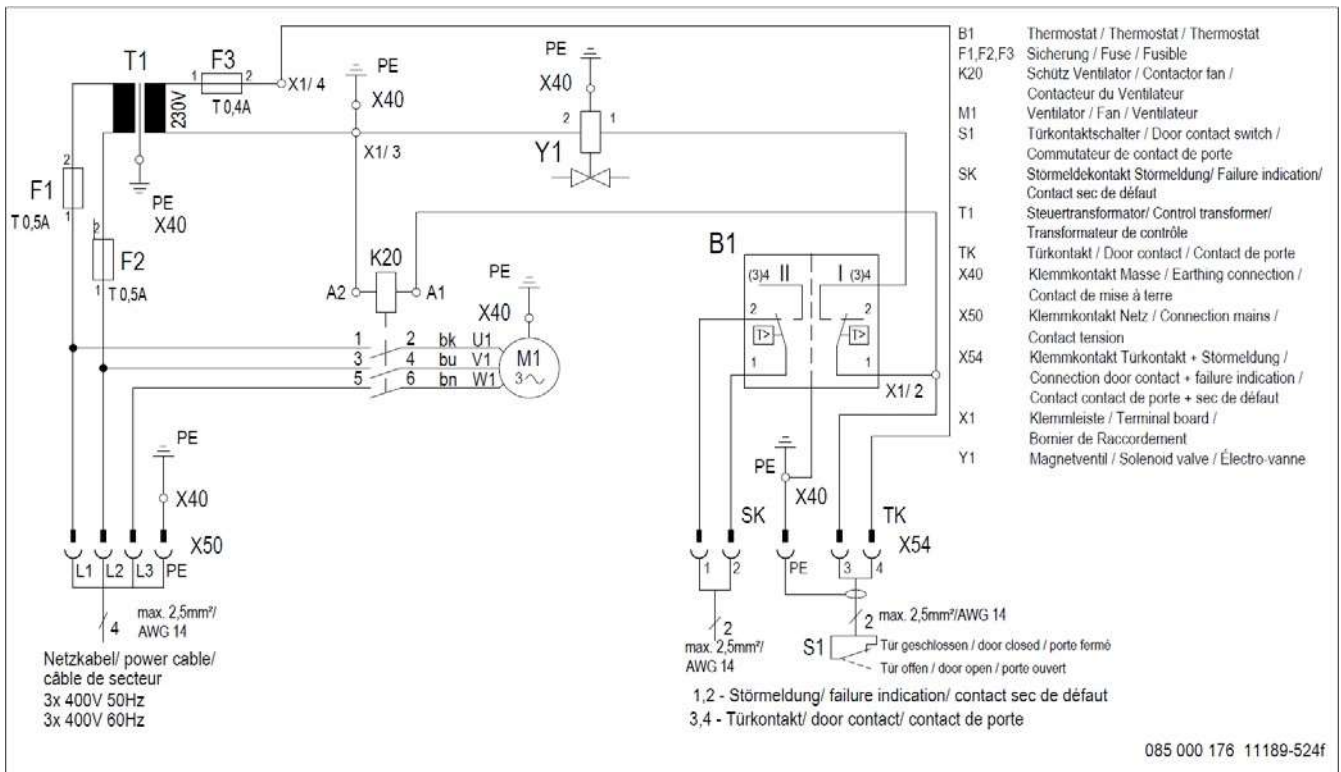 T1
F3
1 2
T 0,4A
X1/ 4
230V
PE
X40
PE
X40
PE
X40
2 1
Y1
X1/ 3
2
F1
T 0,5A
1
2
F2
1
T 0,5A
K20
A2
A1
PE
X40
1 2 bk U1
3 4 bu V1
5 6 bn W1
M1
3
B1
(3)4 II I (3)4
2 2
T> T>
1 1
X1/ 2
PE
X40
PE
X40
SK
TK
X50
X54
L1 L2 L3 PE
1 2 PE 3 4
4
max. 2,5mm²/
AWG 14
Netzkabel/ power cable/
câble de secteur
3x 400V 50Hz
3x 400V 60Hz
2
max. 2,5mm²/
AWG 14
2
max. 2,5mm²/AWG 14
S1
Tür geschlossen / door closed / porte fermé
Tür offen / door open / porte ouvert
1,2 - Störmeldung/ failure indication/ contact sec de défaut
3,4 - Türkontakt/ door contact/ contact de porte
B1 Thermostat / Thermostat / Thermostat
F1,F2,F3 Sicherung / Fuse / Fusible
K20 Schütz Ventilator / Contactor fan /
Contacteur du Ventilateur
M1 Ventilator / Fan / Ventilateur
S1 Türkontaktschalter / Door contact switch /
Commutateur de contact de porte
SK Störmeldekontakt Störmeldung/ Failure indication/
Contact sec de défaut
T1 Steuertransformator/ Control transformer/
Transformateur de contrôle
TK Türkontakt / Door contact / Contact de porte
X40 Klemmkontakt Masse / Earthing connection /
Contact de mise à terre
X50 Klemmkontakt Netz / Connection mains /
Contact tension
X54 Klemmkontakt Türkontakt + Störmeldung /
Connection door contact + failure indication /
Contact contact de porte + sec de défaut
X1 Klemmleiste / Terminal board /
Bornier de Raccordement
Y1 Magnetventil / Solenoid valve / Électro-vanne
085 000 176 11189-524f